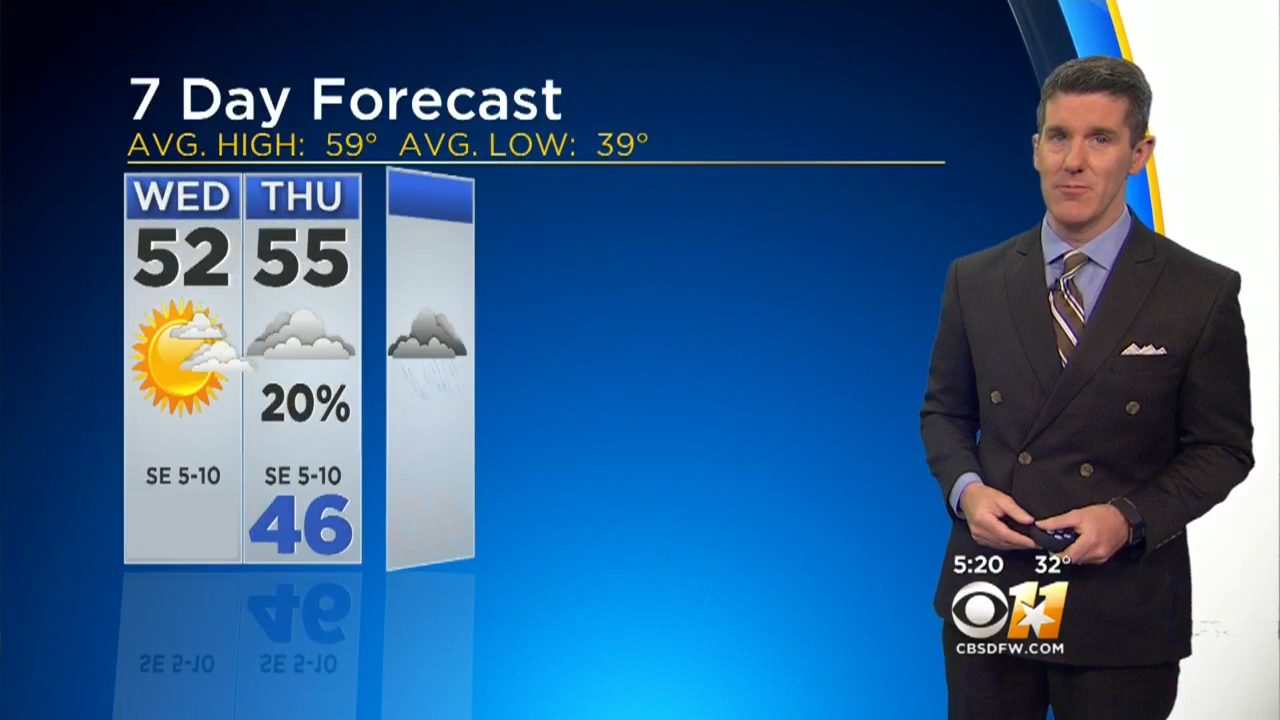 7 Day Forecast
AVG. HIGH: 59° AVG. LOW: 39°
WED THU
52 55
20%
SE 5-10 SE 5-10
46
5:20 32°
11
CBSDFW.COM